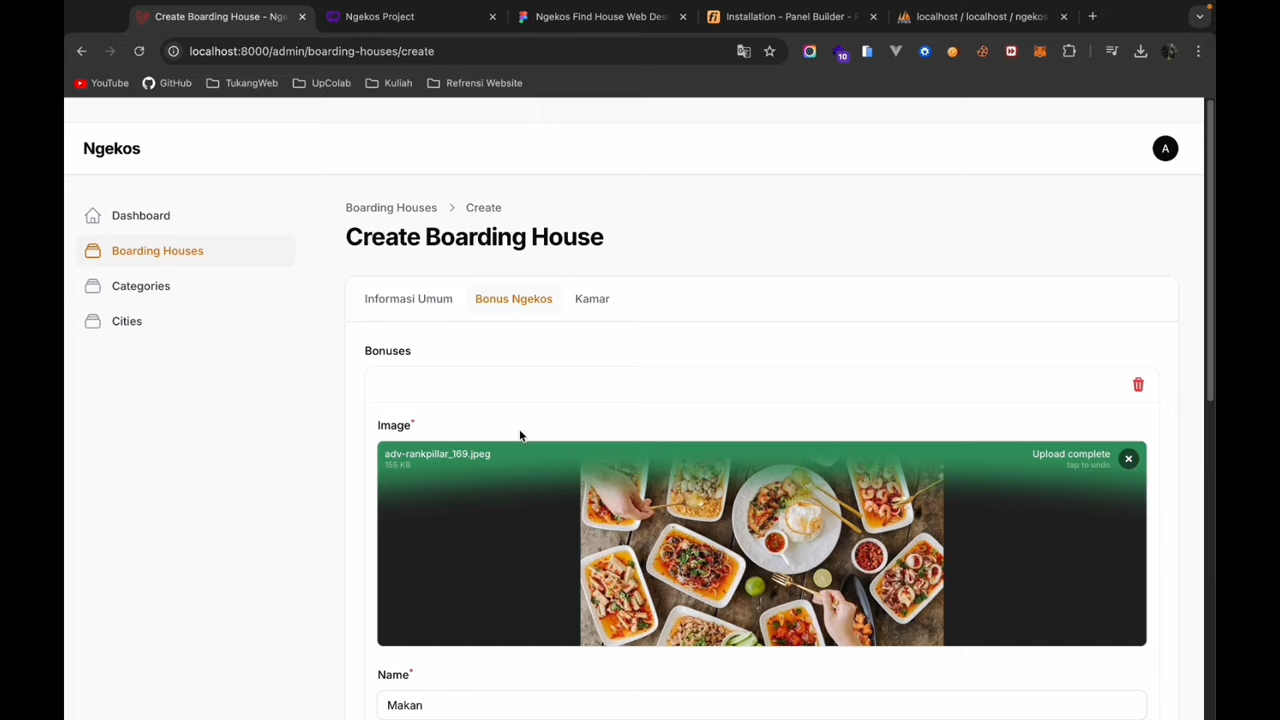 Create Boarding House - Nge
Ngekos Project
Ngekos Find House Web Des
Installation - Panel Builder - F
localhost / localhost / ngekos
localhost:8000/admin/boarding-houses/create
10
YouTube
GitHub
TukangWeb
UpColab
Kuliah
Refrensi Website
Ngekos
A
Dashboard
Boarding Houses
Categories
Cities
Boarding Houses > Create
Create Boarding House
Informasi Umum
Bonus Ngekos
Kamar
Bonuses
Image*
adv-rankpillar_169.jpeg
155 KB
Upload complete
tap to undo
Name*
Makan